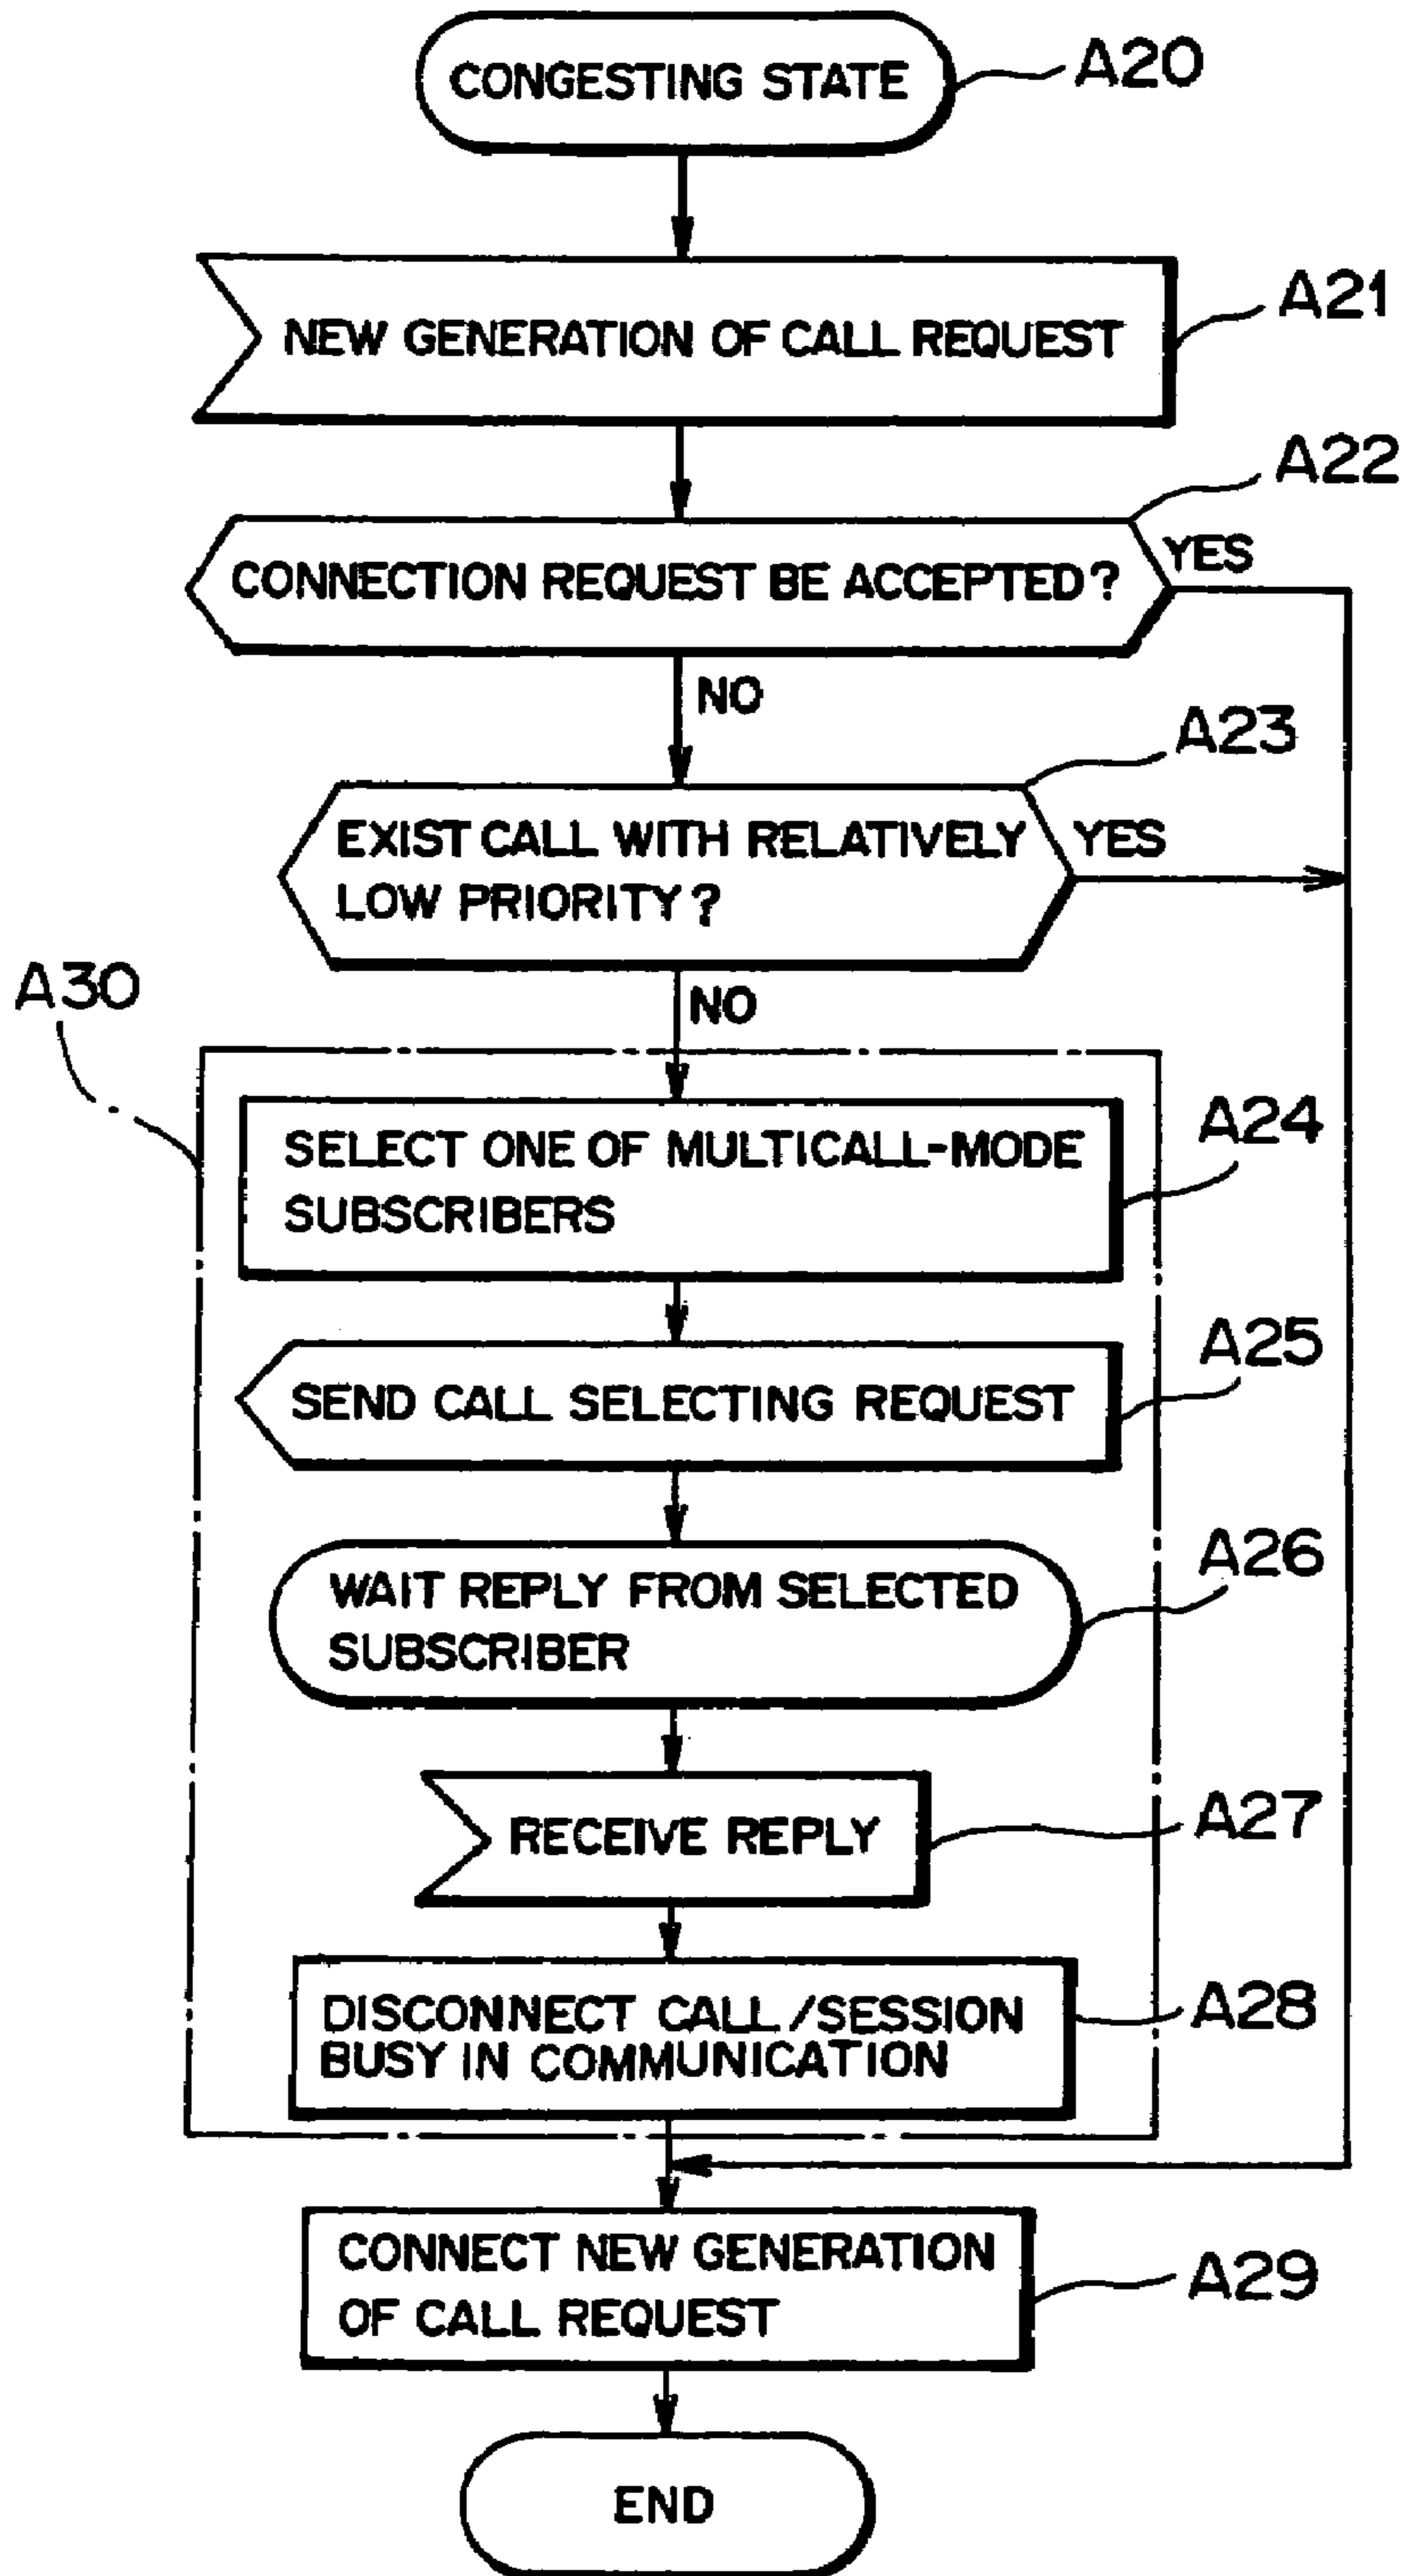 CONGESTING STATE
A20
NEW GENERATION OF CALL REQUEST
A21
CONNECTION REQUEST BE ACCEPTED?
A22
YES
NO
EXIST CALL WITH RELATIVELY
LOW PRIORITY?
A23
YES
NO
A30
SELECT ONE OF MULTICALL-MODE
SUBSCRIBERS
A24
SEND CALL SELECTING REQUEST
A25
WAIT REPLY FROM SELECTED
SUBSCRIBER
A26
RECEIVE REPLY
A27
DISCONNECT CALL/SESSION
BUSY IN COMMUNICATION
A28
CONNECT NEW GENERATION
OF CALL REQUEST
A29
END